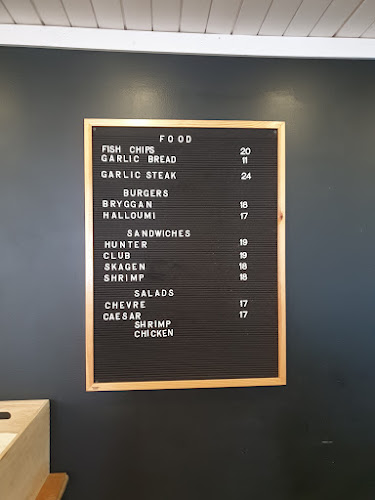 FOOD
FISH CHIPS 20
GARLIC BREAD 11
GARLIC STEAK 24
BURGERS
BRYGGAN 18
HALLOUMI 17
SANDWICHES
HUNTER 19
CLUB 19
SKAGEN 18
SHRIMP 18
SALADS
CHEVRE 17
CAESAR 17
SHRIMP
CHICKEN